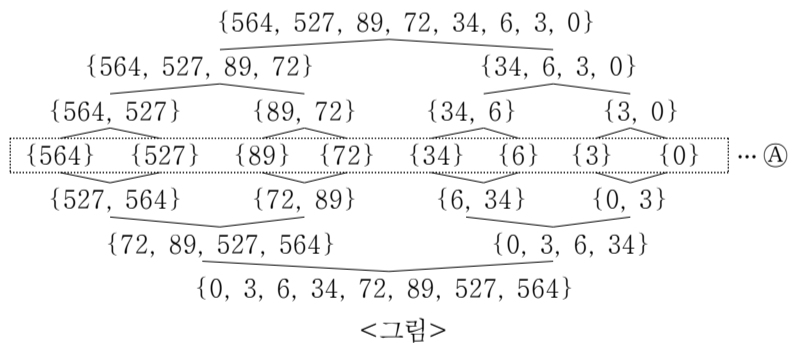 {564, 527, 89, 72, 34, 6, 3, 0}
{564, 527, 89, 72} {34, 6, 3, 0}
{564, 527} {89, 72} {34, 6} {3, 0}
{564} {527} {89} {72} {34} {6} {3} {0} … Ⓐ
{527, 564} {72, 89} {6, 34} {0, 3}
{72, 89, 527, 564} {0, 3, 6, 34}
{0, 3, 6, 34, 72, 89, 527, 564}
<그림>